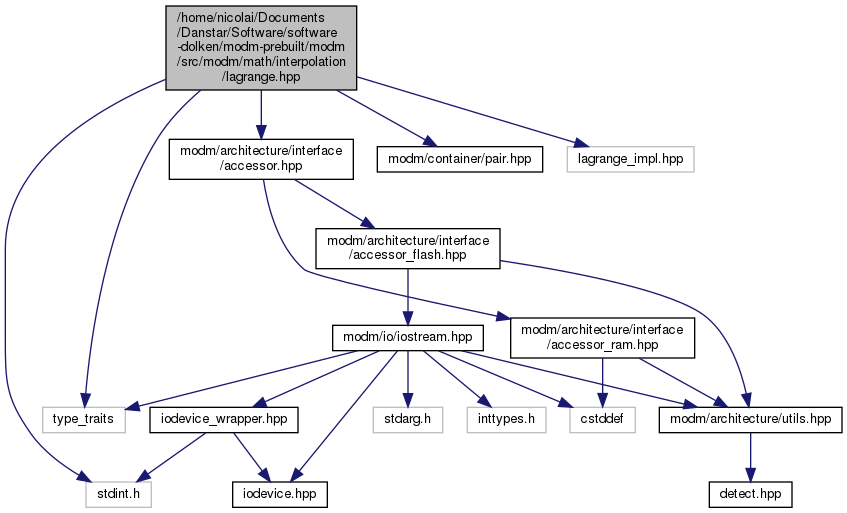 /home/nicolai/Documents
/Danstar/Software/software
-dolken/modm-prebuilt/modm
/src/modm/math/interpolation
/lagrange.hpp
modm/architecture/interface
/accessor.hpp
modm/container/pair.hpp
lagrange_impl.hpp
modm/architecture/interface
/accessor_flash.hpp
modm/io/iostream.hpp
modm/architecture/interface
/accessor_ram.hpp
type_traits
iodevice_wrapper.hpp
stdarg.h
inttypes.h
cstddef
modm/architecture/utils.hpp
stdint.h
iodevice.hpp
detect.hpp